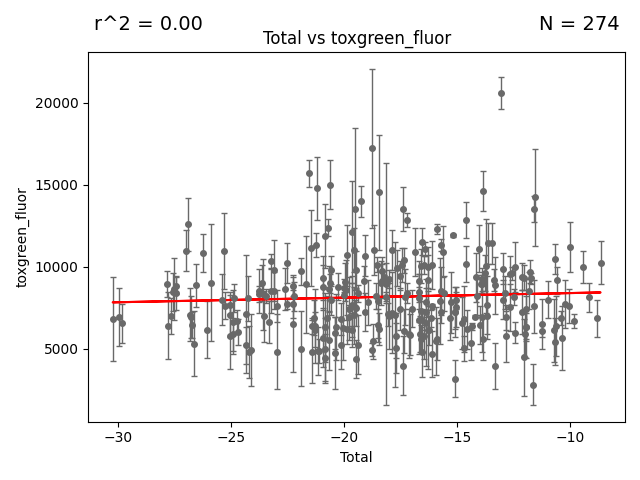 r^2 = 0.00
N = 274
Total vs toxgreen_fluor
toxgreen_fluor
20000
15000
10000
5000
−30
−25
−20
−15
−10
Total